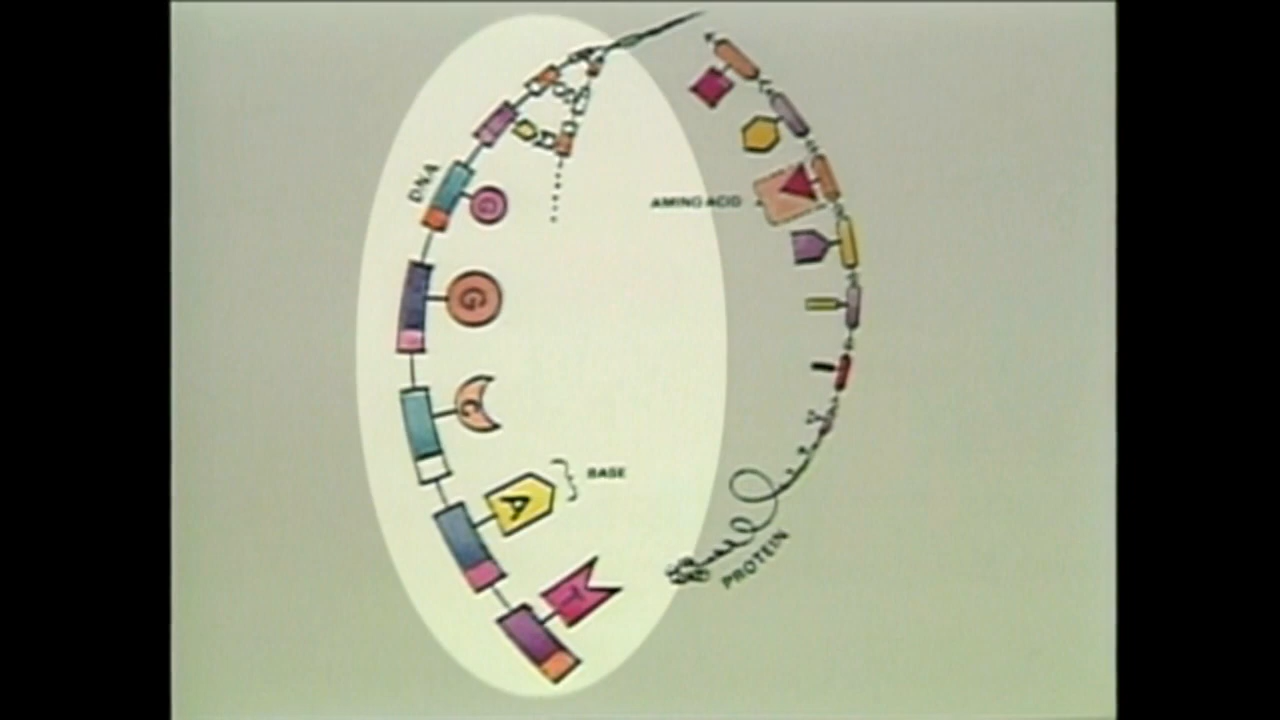 DNA
G
G
C
A
T
BASE
AMINO ACID
PROTEIN